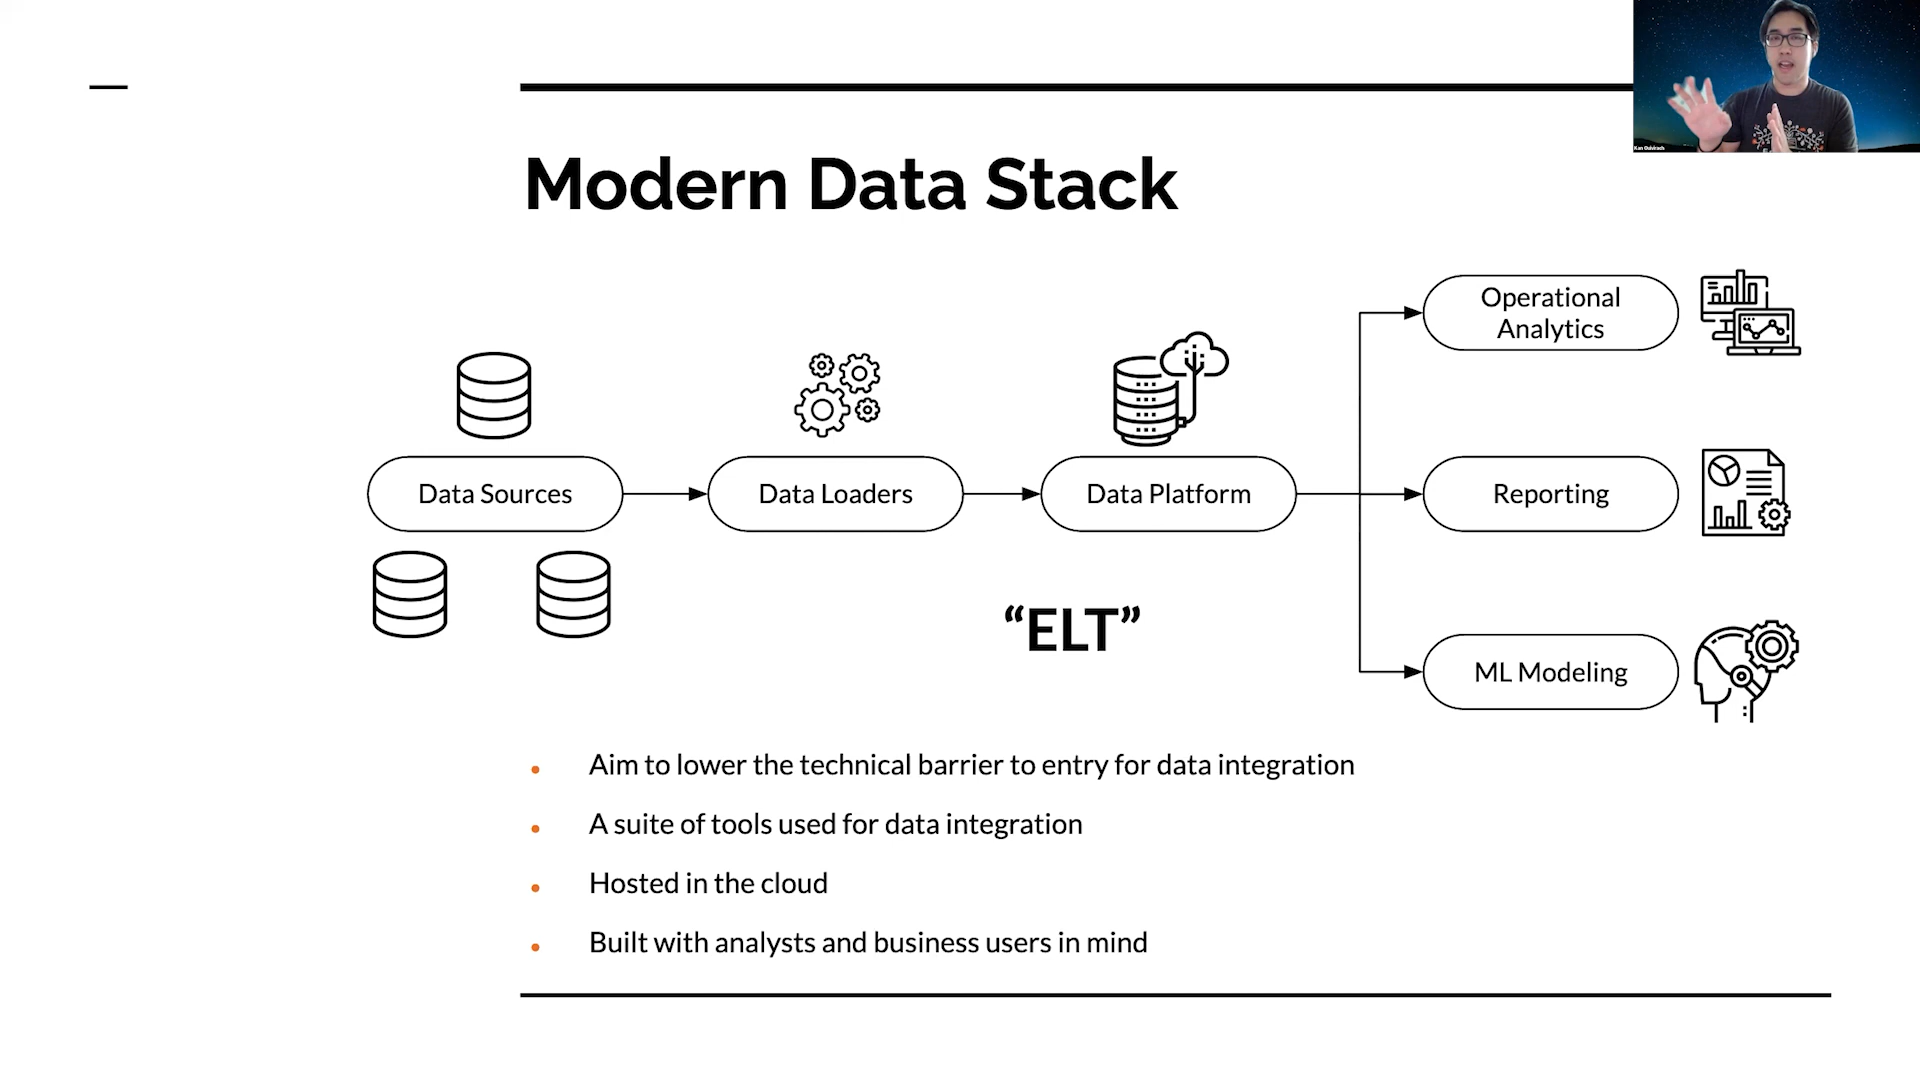 Modern Data Stack
Kan Ouivirach
Operational
Analytics
Data Sources
Data Loaders
Data Platform
Reporting
“ELT”
ML Modeling
Aim to lower the technical barrier to entry for data integration
A suite of tools used for data integration
Hosted in the cloud
Built with analysts and business users in mind